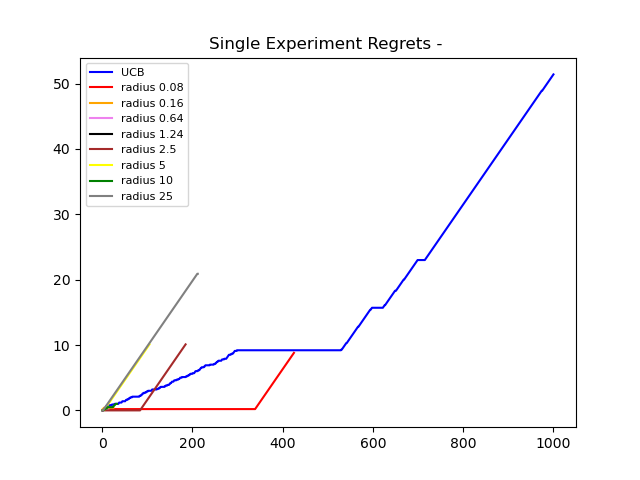 Single Experiment Regrets -
UCB
radius 0.08
radius 0.16
radius 0.64
radius 1.24
radius 2.5
radius 5
radius 10
radius 25
50
40
30
20
10
0
0 200 400 600 800 1000